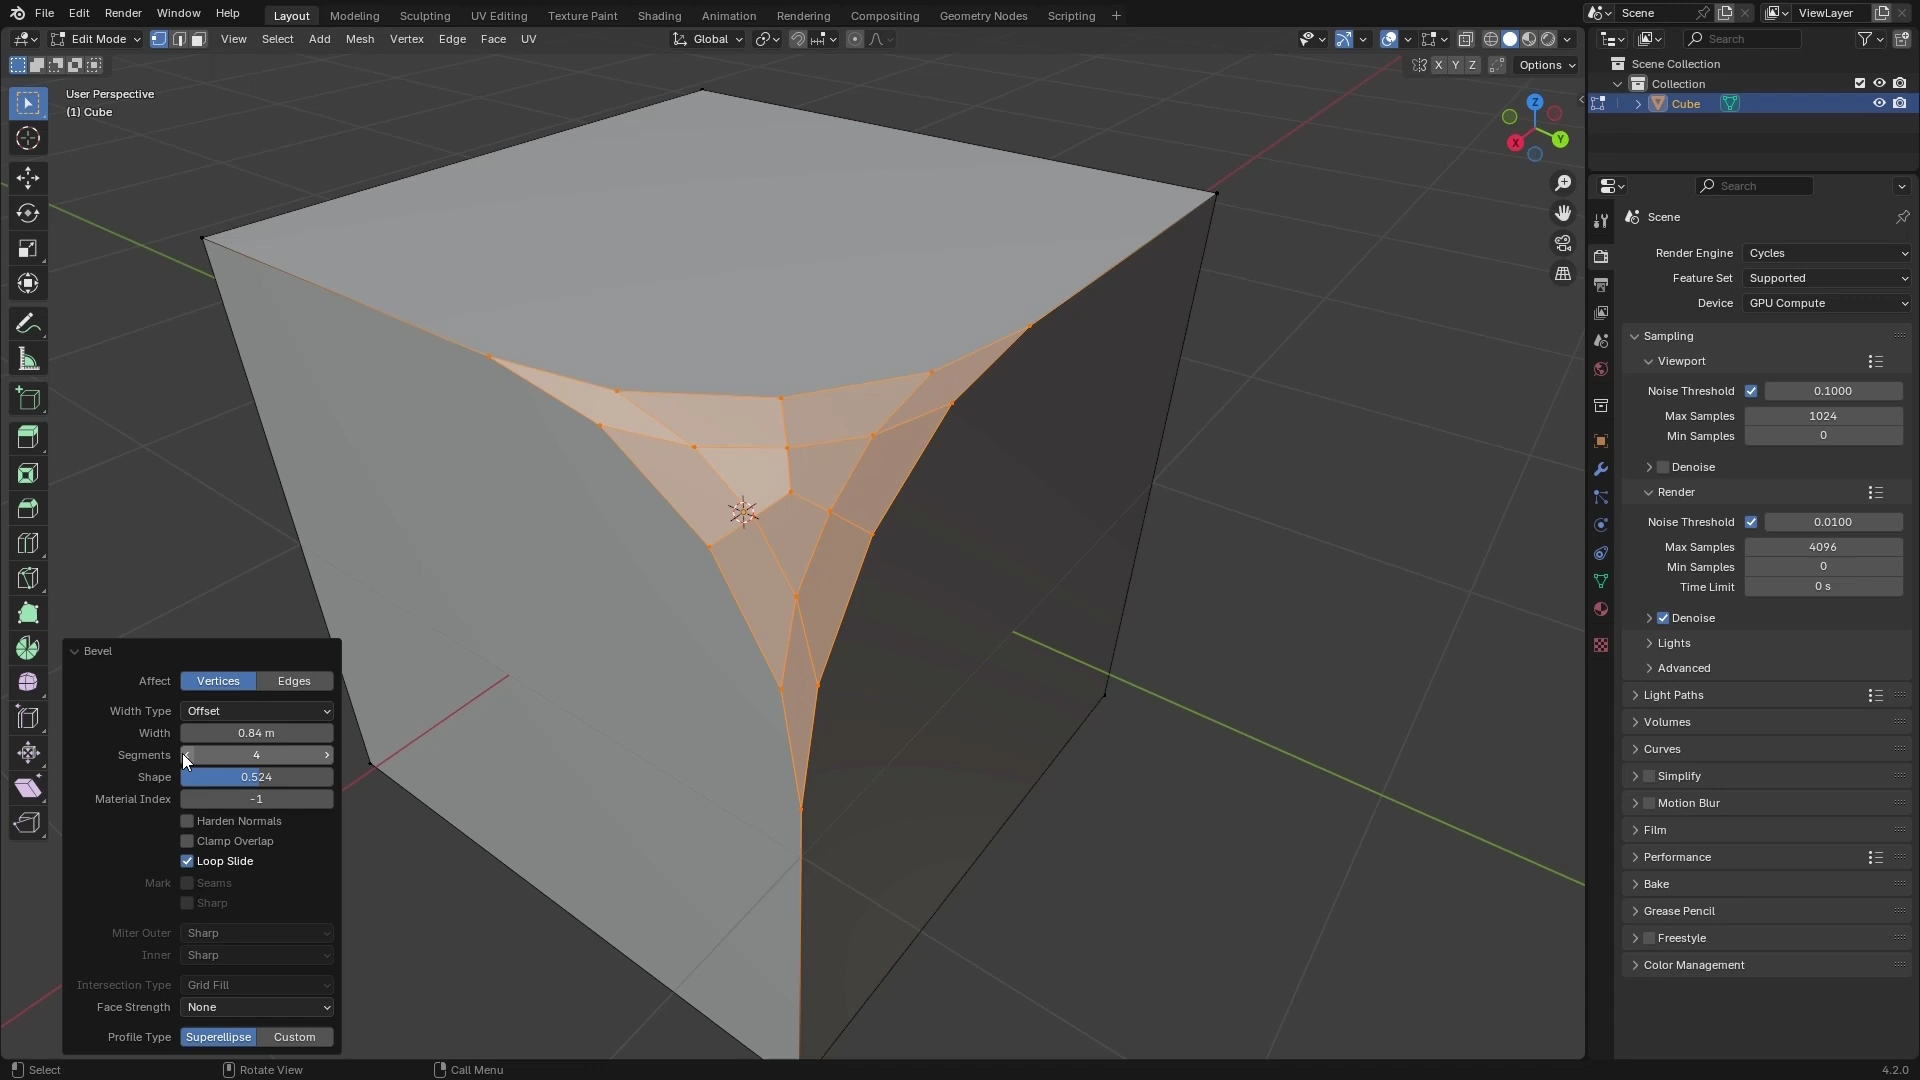 File Edit Render Window Help Layout Modeling Sculpting UV Editing Texture Paint Shading Animation Rendering Compositing Geometry Nodes Scripting + Scene ViewLayer
Edit Mode View Select Add Mesh Vertex Edge Face UV Global Search
X Y Z Options
Scene Collection
Collection
Cube
User Perspective
(1) Cube
Z
Y
X
Search
Scene
Render Engine Cycles
Feature Set Supported
Device GPU Compute
Sampling
Viewport
Noise Threshold 0.1000
Max Samples 1024
Min Samples 0
Denoise
Render
Noise Threshold 0.0100
Max Samples 4096
Min Samples 0
Time Limit 0 s
Denoise
Lights
Advanced
Light Paths
Volumes
Curves
Simplify
Motion Blur
Film
Performance
Bake
Grease Pencil
Freestyle
Color Management
Bevel
Affect Vertices Edges
Width Type Offset
Width 0.84 m
Segments 4
Shape 0.524
Material Index -1
Harden Normals
Clamp Overlap
Loop Slide
Mark Seams
Sharp
Miter Outer Sharp
Inner Sharp
Intersection Type Grid Fill
Face Strength None
Profile Type Superellipse Custom
Select Rotate View Call Menu 4.2.0